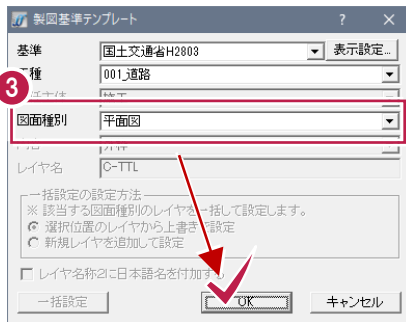 製図基準テンプレート ? ×
基準 国土交通省H2803 表示設定...
3
種 001_道路
図面種別 平面図
レイヤ名 C-TTL
一括設定の設定方法
※ 該当する図面種別のレイヤを一括して設定します。
選択位置のレイヤから上書きで設定
新規レイヤを追加して設定
レイヤ名称2に日本語名を付加する
一括設定 OK キャンセル